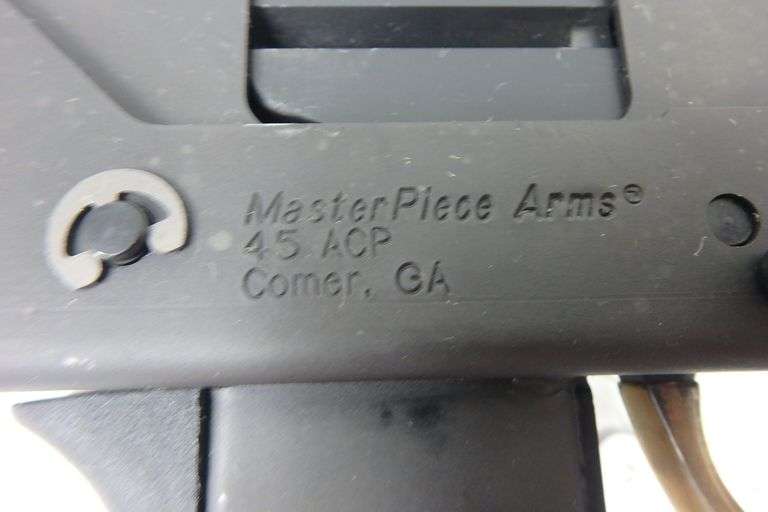 MasterPiece Arms®
45 ACP
Comer, GA